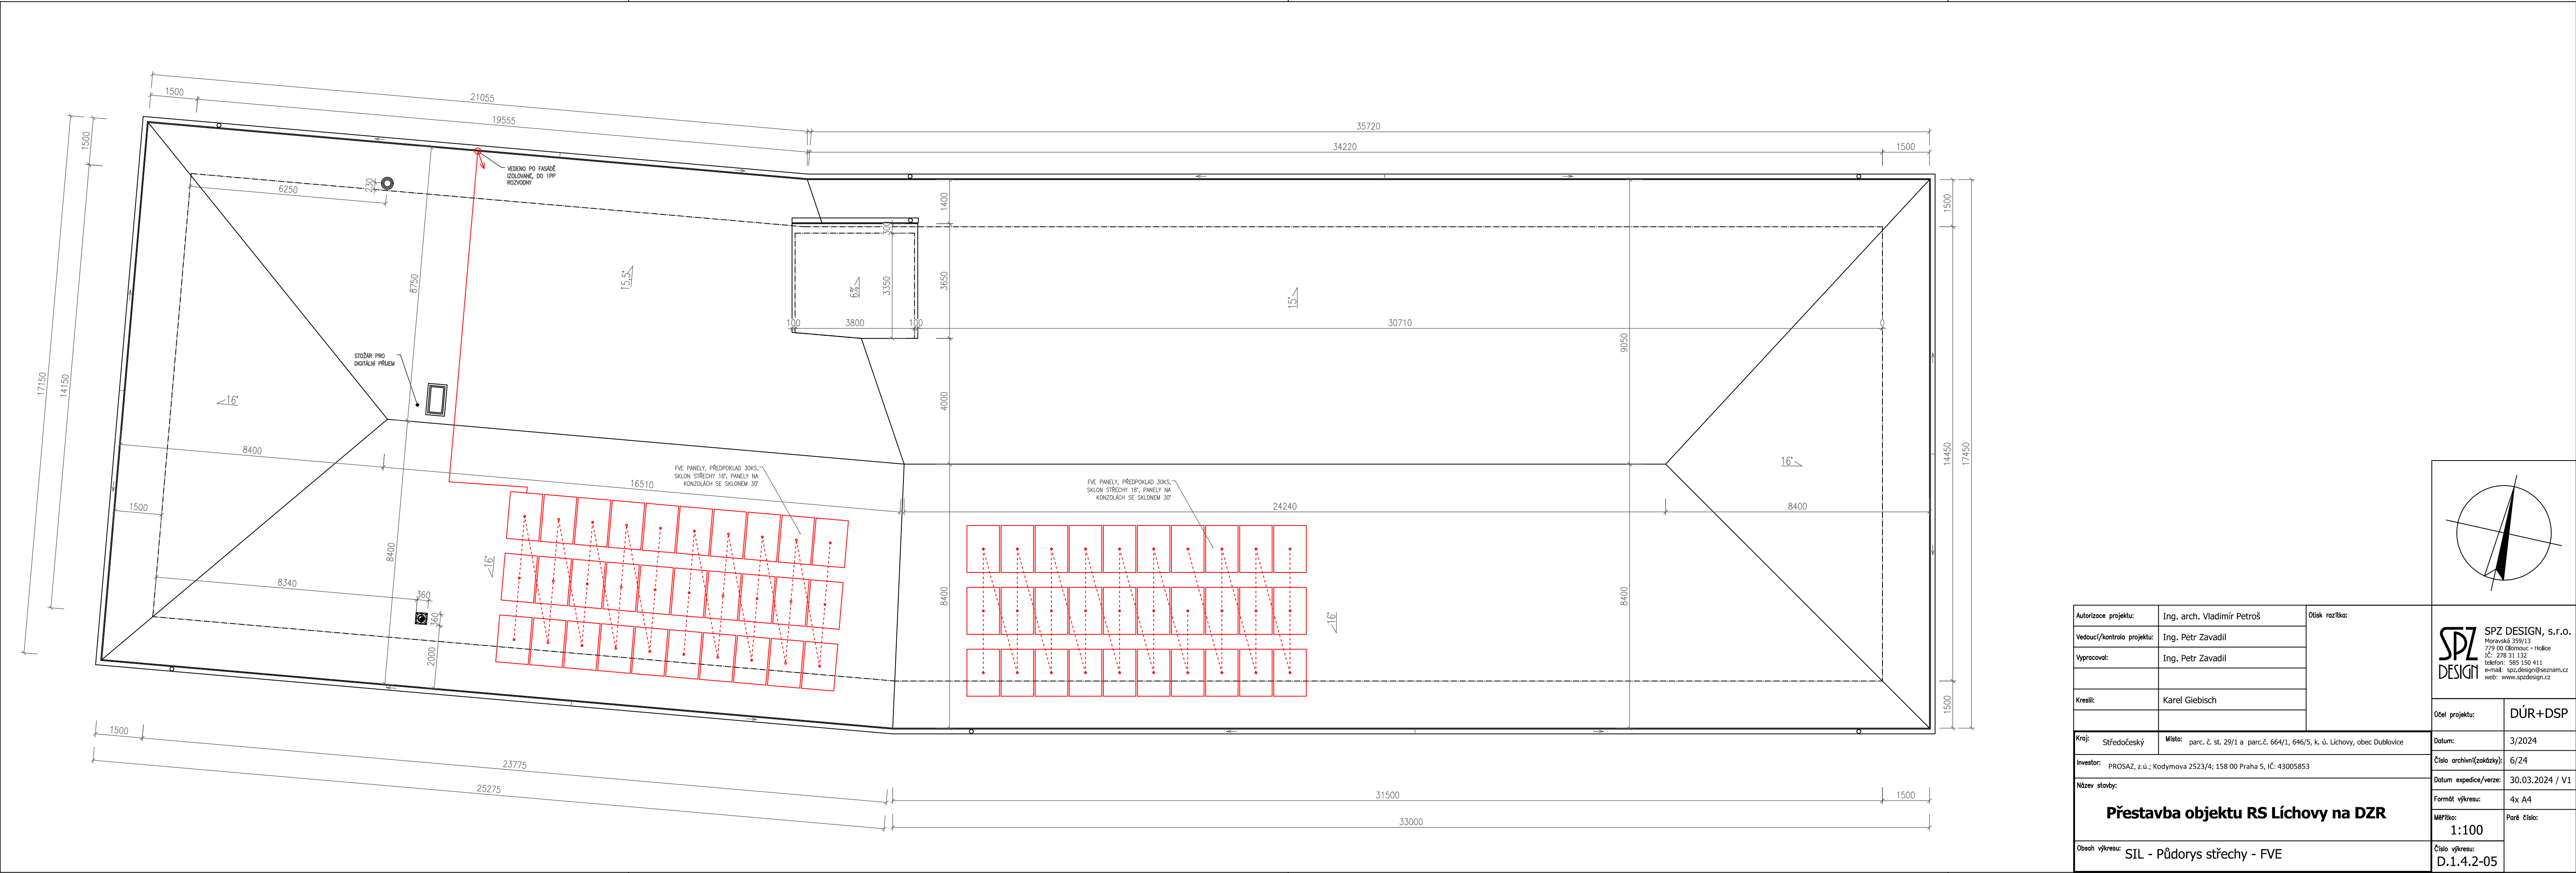 21055
1500
19555
35720
34220
1500
17150
14150
1500
6250
230
VEDENO PO FASÁDĚ
IZOLOVANĚ, DO 1PP
ROZVODNY
8750
15,5°
1400
300
3650
3350
6%
100
3800
100
30710
0
15°
9050
4000
1500
14450
17450
1500
STOŽÁR PRO
DIGITÁLNÍ PŘÍJEM
16°
8400
16510
FVE PANELY, PŘEDPOKLAD 30KS,
SKLON STŘECHY 16°, PANELY NA
KONZOLÁCH SE SKLONEM 30°
FVE PANELY, PŘEDPOKLAD 30KS,
SKLON STŘECHY 16°, PANELY NA
KONZOLÁCH SE SKLONEM 30°
24240
8400
16°
1500
8400
16°
8340
360
360
2000
8400
16°
8400
1500
23775
25275
31500
1500
33000
Autorizace projektu: Ing. arch. Vladimír Petroš
Otisk razítka:
Vedoucí/kontrola projektu: Ing. Petr Zavadil
Vypracoval: Ing. Petr Zavadil
Kreslil: Karel Giebisch
SPZ
DESIGN
SPZ DESIGN, s.r.o.
Moravská 359/13
779 00 Olomouc - Holice
IČ: 278 31 132
telefon: 585 150 411
e-mail: spz.design@seznam.cz
web: www.spzdesign.cz
Účel projektu: DÚR+DSP
Kraj: Středočeský
Místo: parc. č. st. 29/1 a parc.č. 664/1, 646/5, k. ú. Líchovy, obec Dublovice
Datum: 3/2024
Investor: PROSAZ, z.ú.; Kodymova 2523/4; 158 00 Praha 5, IČ: 43005853
Číslo archivní(zakázky): 6/24
Datum expedice/verze: 30.03.2024 / V1
Název stavby:
Přestavba objektu RS Líchovy na DZR
Formát výkresu: 4x A4
Měřítko:
1:100
Paré číslo:
Obsah výkresu: SIL - Půdorys střechy - FVE
Číslo výkresu:
D.1.4.2-05